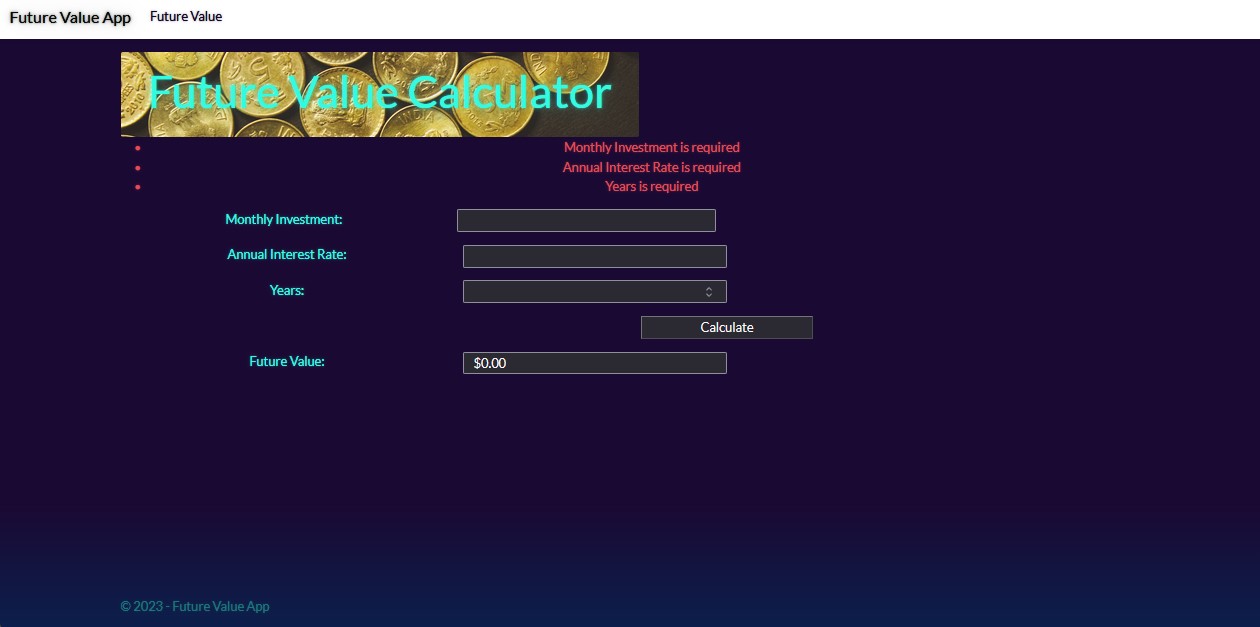 Future Value App Future Value
Future Value Calculator
Monthly Investment is required
Annual Interest Rate is required
Years is required
Monthly Investment:
Annual Interest Rate:
Years:
Calculate
Future Value: $0.00
© 2023 - Future Value App